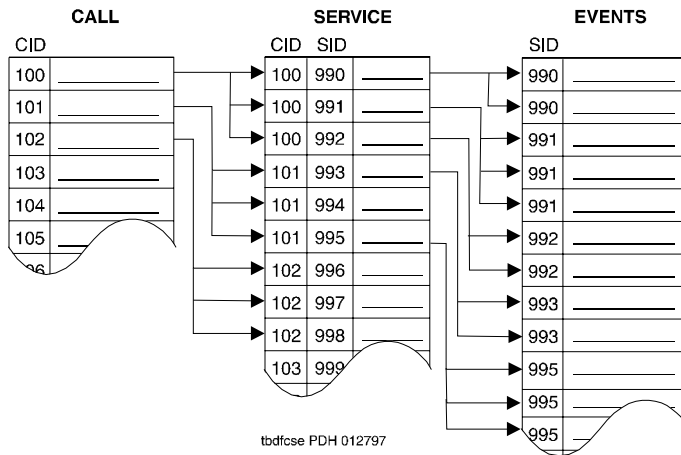 CALL SERVICE EVENTS
CID CID SID SID
100 100 990 990
101 100 991 990
102 100 992 991
103 101 993 991
104 101 994 991
105 101 995 992
102 996 992
102 997 993
102 998 993
103 999 995
995
995
tbdfcse PDH 012797